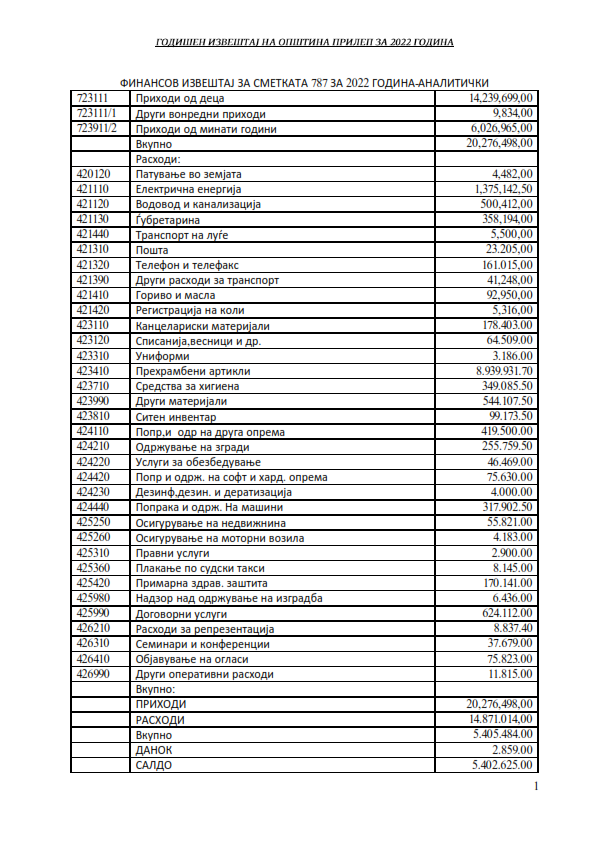 ГОДИШЕН ИЗВЕШТАЈ НА ОПШТИНА ПРИЛЕП ЗА 2022 ГОДИНА
ФИНАНСОВ ИЗВЕШТАЈ ЗА СМЕТКАТА 787 ЗА 2022 ГОДИНА-АНАЛИТИЧКИ
723111 Приходи од деца 14,239,699,00
723111/1 Други вонредни приходи 9,834,00
723911/2 Приходи од минати години 6,026,965,00
Вкупно 20,276,498,00
Расходи:
420120 Патување во земјата 4,482,00
421110 Електрична енергија 1,375,142,50
421120 Водовод и канализација 500,412,00
421130 Ѓубретарина 358,194,00
421440 Транспорт на луѓе 5,500,00
421310 Пошта 23.205,00
421320 Телефон и телефакс 161.015,00
421390 Други расходи за транспорт 41,248,00
421410 Гориво и масла 92,950,00
421420 Регистрација на коли 5,316,00
423110 Канцелариски материјали 178.403.00
423120 Списанија,весници и др. 64.509.00
423310 Униформи 3.186.00
423410 Прехрамбени артикли 8.939.931.70
423710 Средства за хигиена 349.085.50
423990 Други материјали 544.107.50
423810 Ситен инвентар 99.173.50
424110 Попр,и одр на друга опрема 419.500.00
424210 Одржување на згради 255.759.50
424220 Услуги за обезбедување 46.469.00
424420 Попр и одрж. на софт и хард. опрема 75.630.00
424230 Дезинф,дезин. и дератизација 4.000.00
424440 Попрака и одрж. На машини 317.902.50
425250 Осигурување на недвижнина 55.821.00
425260 Осигурување на моторни возила 4.183.00
425310 Правни услуги 2.900.00
425360 Плакање по судски такси 8.145.00
425420 Примарна здрав. заштита 170.141.00
425980 Надзор над одржување на изградба 6.436.00
425990 Договорни услуги 624.112.00
426210 Расходи за репрезентација 8.837.40
426310 Семинари и конференции 37.679.00
426410 Објавување на огласи 75.823.00
426990 Други оперативни расходи 11.815.00
Вкупно:
ПРИХОДИ 20,276,498,00
РАСХОДИ 14.871.014,00
Вкупно 5.405.484.00
ДАНОК 2.859.00
САЛДО 5.402.625.00
1